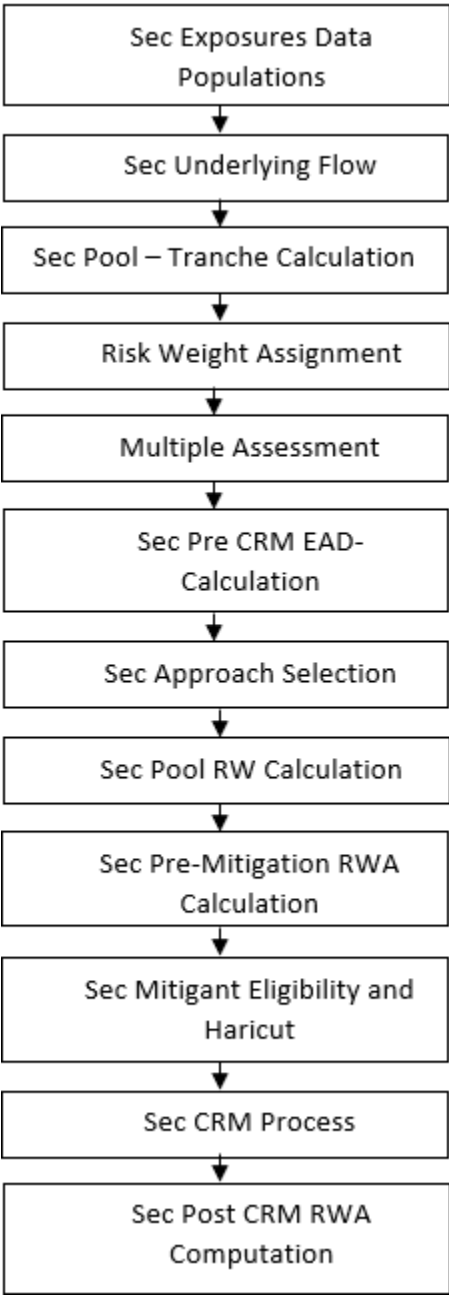 Sec Exposures Data
Populations
Sec Underlying Flow
Sec Pool – Tranche Calculation
Risk Weight Assignment
Multiple Assessment
Sec Pre CRM EAD-
Calculation
Sec Approach Selection
Sec Pool RW Calculation
Sec Pre-Mitigation RWA
Calculation
Sec Mitigant Eligibility and
Haricut
Sec CRM Process
Sec Post CRM RWA
Computation